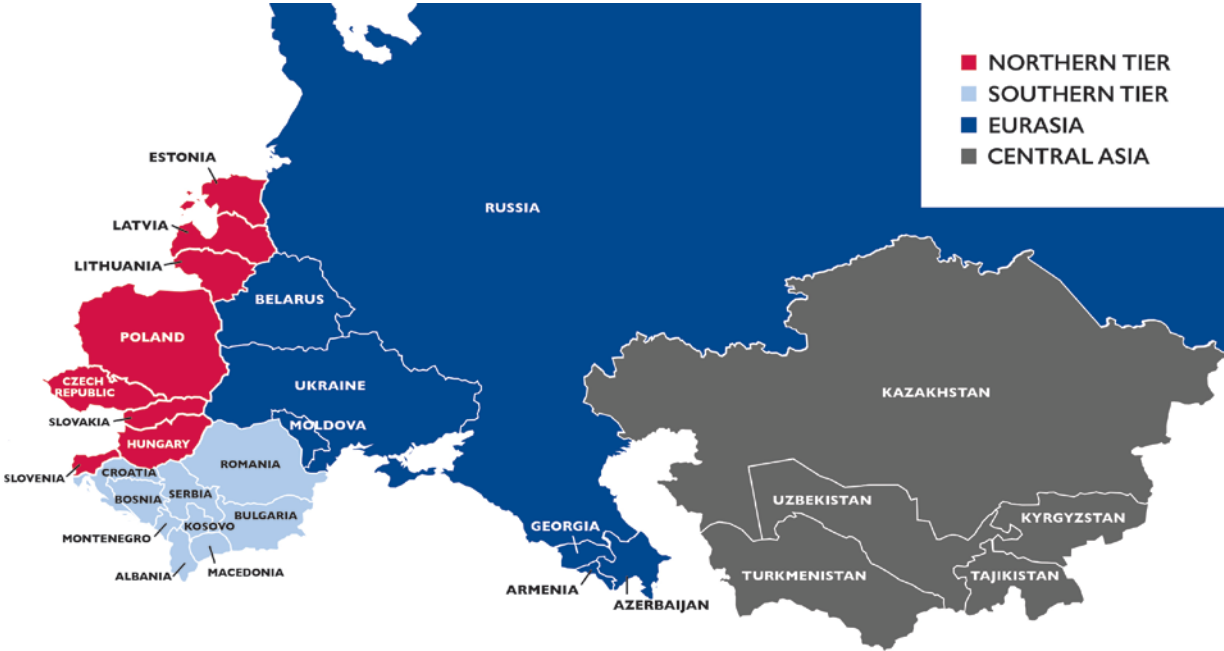 NORTHERN TIER
SOUTHERN TIER
EURASIA
CENTRAL ASIA
ESTONIA
RUSSIA
LATVIA
LITHUANIA
BELARUS
POLAND
CZECH
REPUBLIC
UKRAINE
KAZAKHSTAN
SLOVAKIA
MOLDOVA
HUNGARY
ROMANIA
SLOVENIA
CROATIA
BOSNIA
SERBIA
UZBEKISTAN
BULGARIA
KYRGYZSTAN
KOSOVO
GEORGIA
MONTENEGRO
ALBANIA
MACEDONIA
TURKMENISTAN
TAJIKISTAN
ARMENIA
AZERBAIJAN